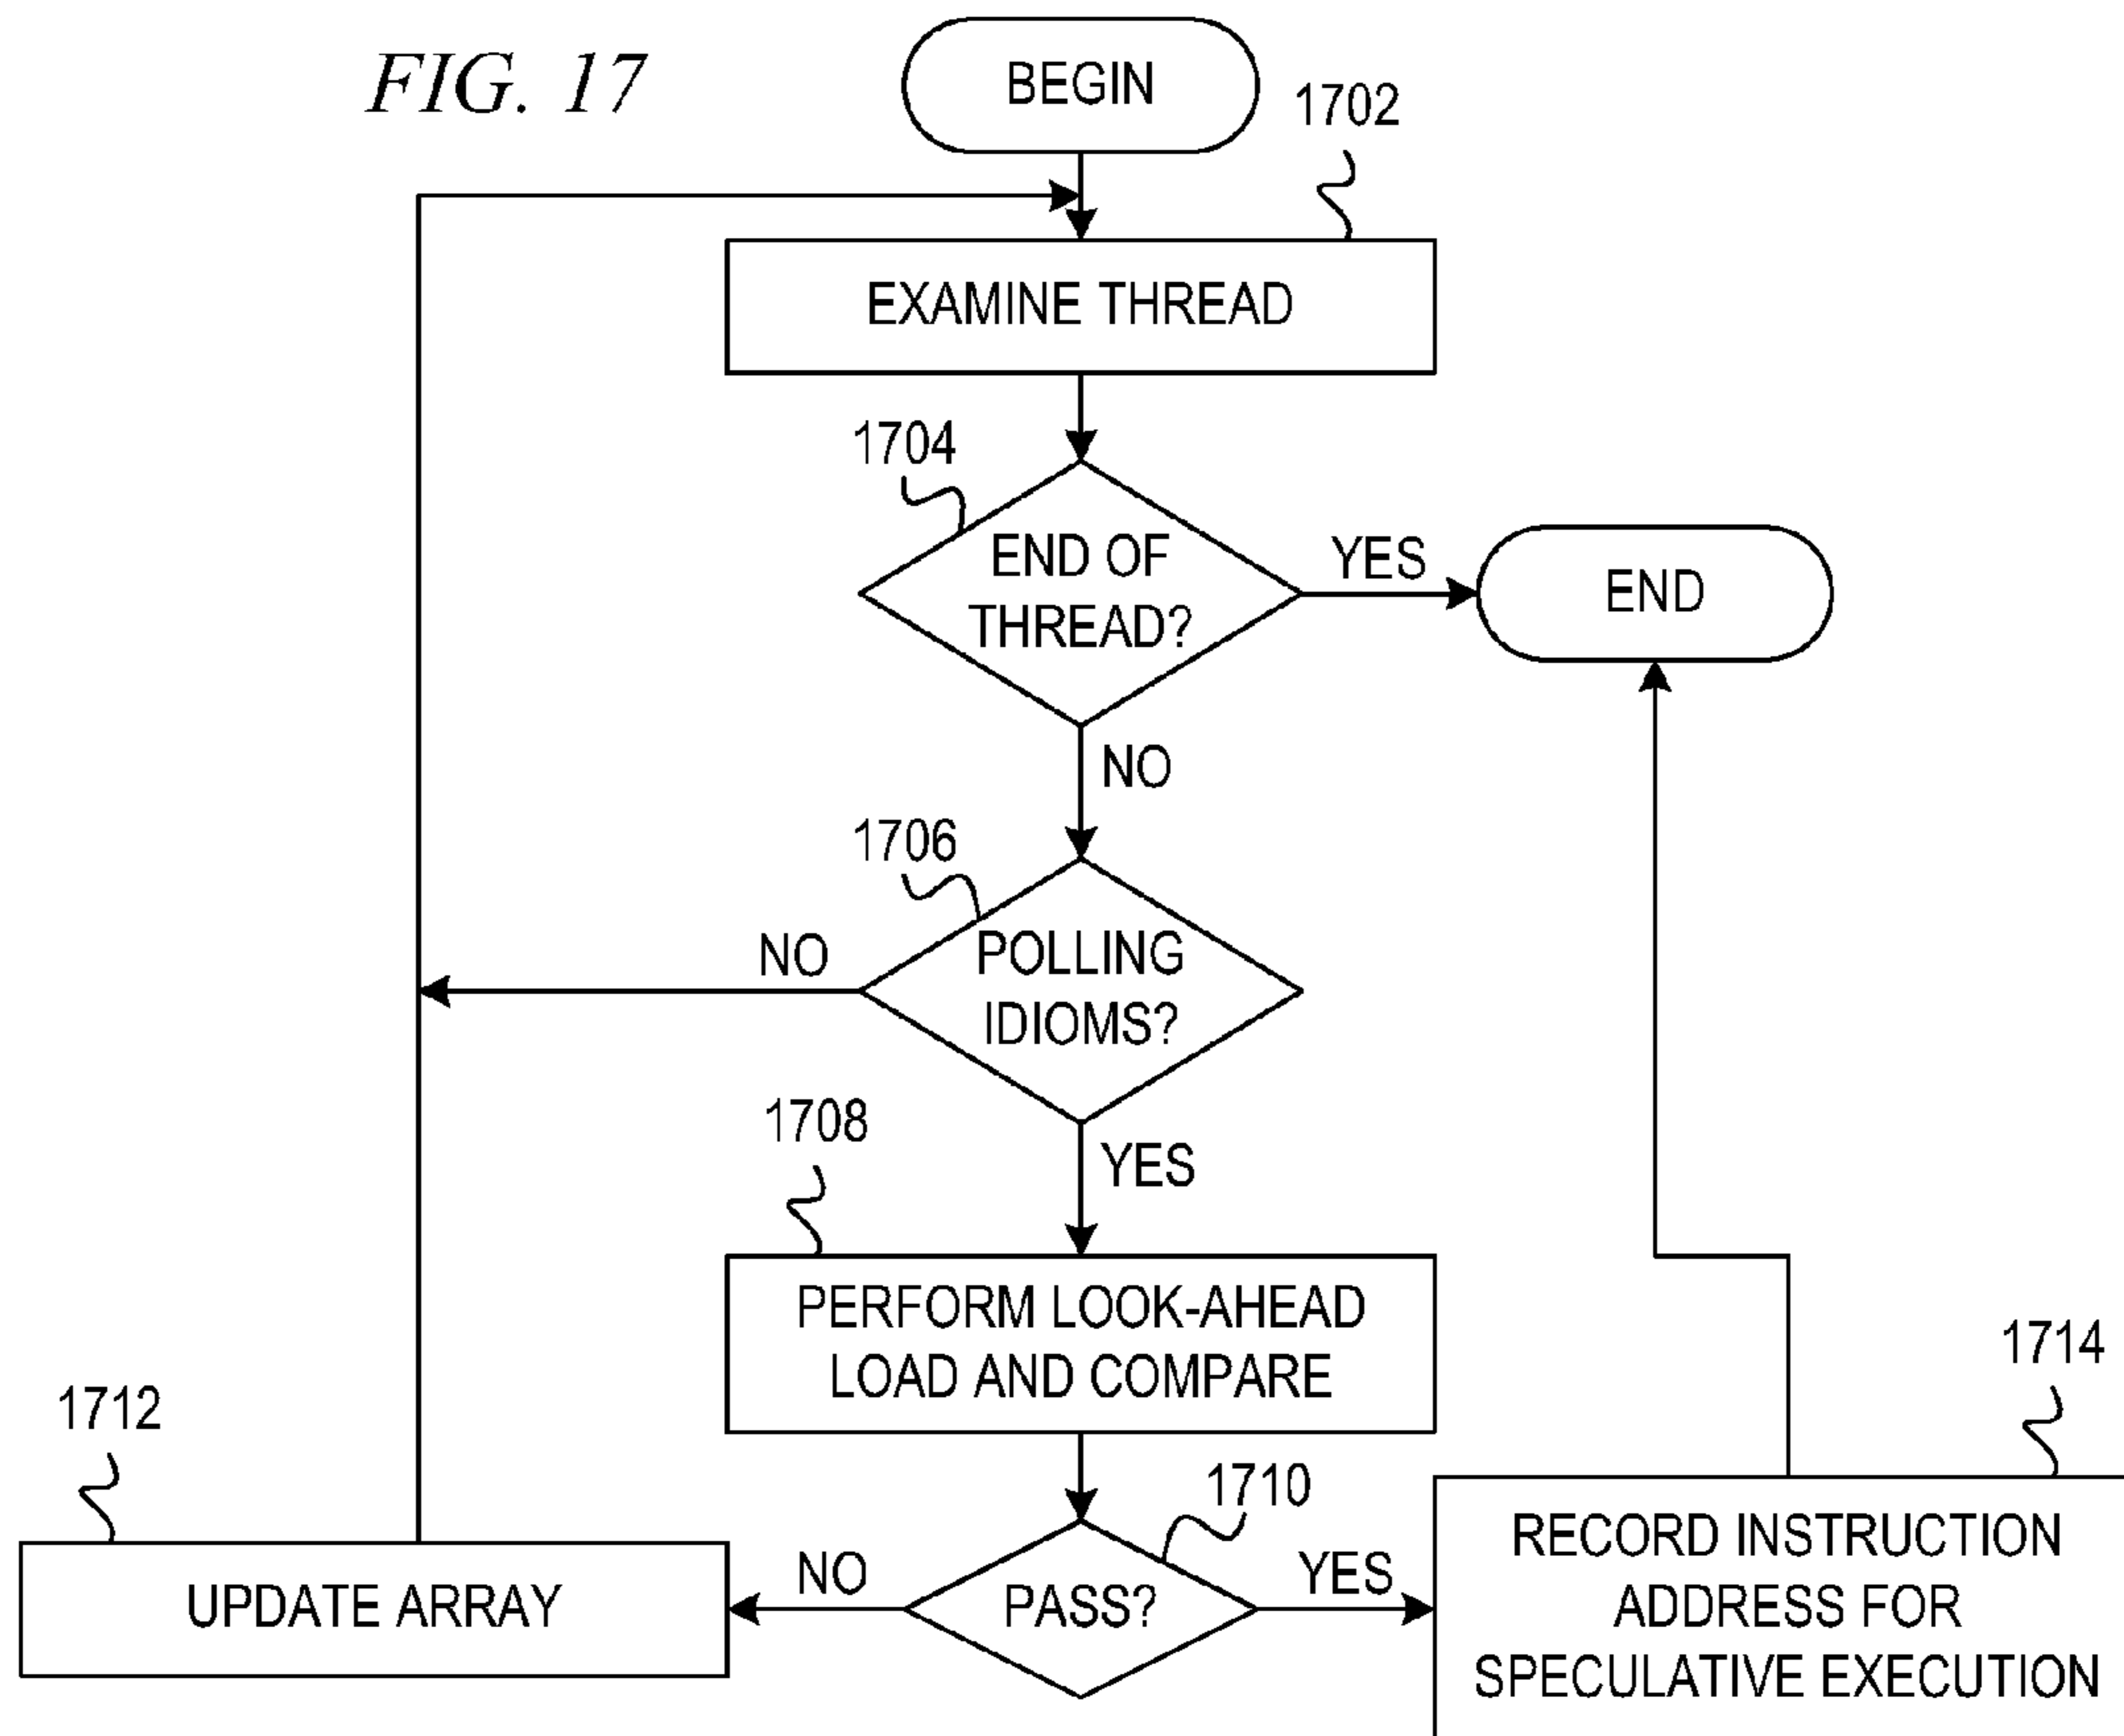 FIG. 17
BEGIN
1702
EXAMINE THREAD
1704
END OF
THREAD?
YES
END
NO
1706
POLLING
IDIOMS?
NO
YES
1708
PERFORM LOOK-AHEAD
LOAD AND COMPARE
1710
PASS?
NO
YES
1712
UPDATE ARRAY
1714
RECORD INSTRUCTION
ADDRESS FOR
SPECULATIVE EXECUTION